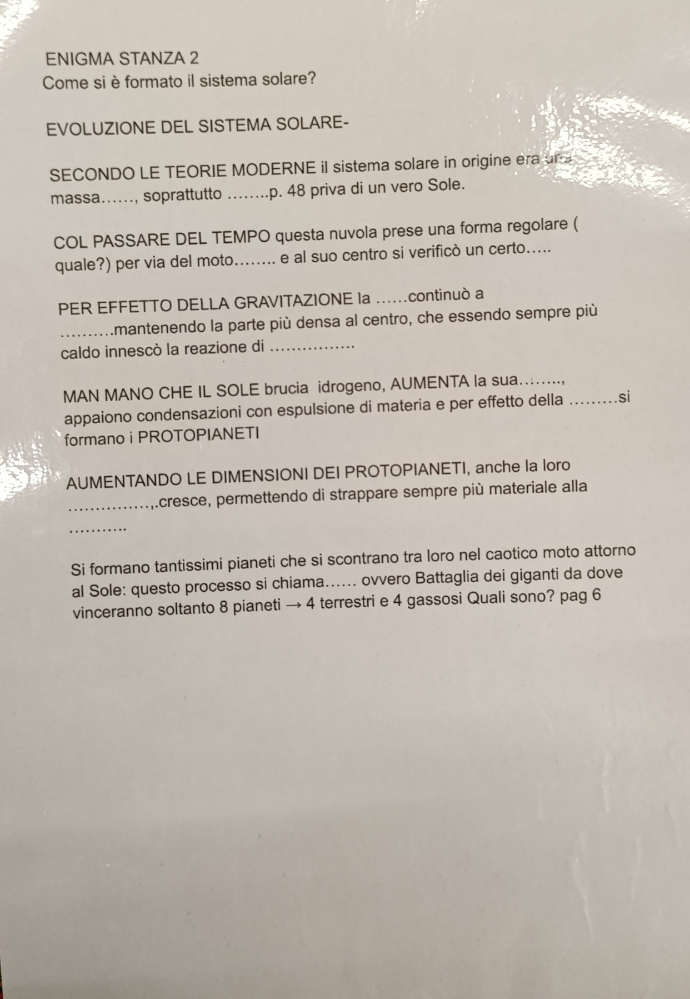 ENIGMA STANZA 2
Come si è formato il sistema solare?
EVOLUZIONE DEL SISTEMA SOLARE-
SECONDO LE TEORIE MODERNE il sistema solare in origine era una
massa......, soprattutto ........p. 48 priva di un vero Sole.
COL PASSARE DEL TEMPO questa nuvola prese una forma regolare (
quale?) per via del moto........ e al suo centro si verificò un certo.....
PER EFFETTO DELLA GRAVITAZIONE la ......continuò a
..........mantenendo la parte più densa al centro, che essendo sempre più
caldo innescò la reazione di ................
MAN MANO CHE IL SOLE brucia idrogeno, AUMENTA la sua.........,
appaiono condensazioni con espulsione di materia e per effetto della .........si
formano i PROTOPIANETI
AUMENTANDO LE DIMENSIONI DEI PROTOPIANETI, anche la loro
...............,.cresce, permettendo di strappare sempre più materiale alla
...........
Si formano tantissimi pianeti che si scontrano tra loro nel caotico moto attorno
al Sole: questo processo si chiama...... ovvero Battaglia dei giganti da dove
vinceranno soltanto 8 pianeti → 4 terrestri e 4 gassosi Quali sono? pag 6